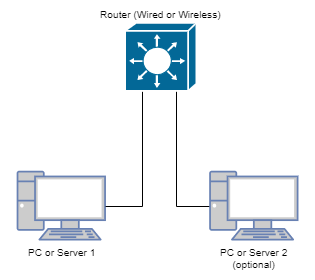 Router (Wired or Wireless)
PC or Server 1
PC or Server 2
(optional)